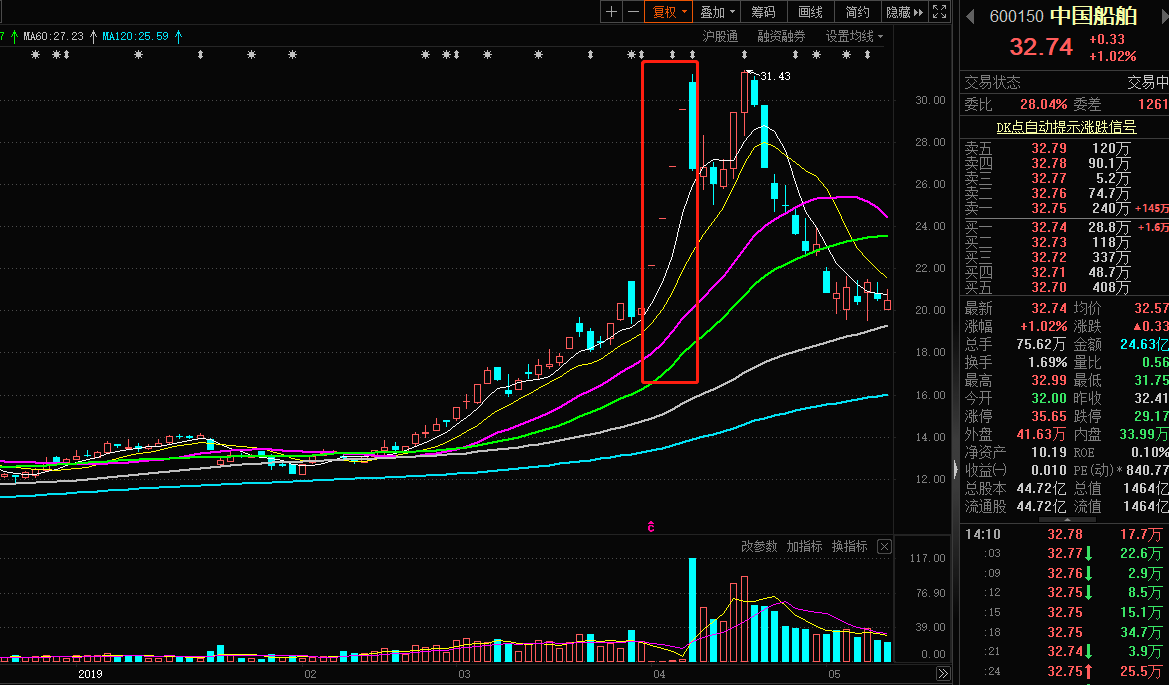 复权 叠加 筹码 画线 简约 隐藏
7 MA60:27.23 MA120:25.59
沪股通 融资融券 设置均线
31.43
30.00
28.00
26.00
24.00
22.00
20.00
18.00
16.00
14.00
12.00
ĉ
改参数 加指标 换指标
117.00
76.90
39.00
0.00
2019 02 03 04 05
600150 中国船舶
32.74 +0.33
+1.02%
交易状态 交易中
委比 28.04% 委差 1261
DK点自动提示涨跌信号
卖五 32.79 120万
卖四 32.78 90.1万
卖三 32.77 5.2万
卖二 32.76 74.7万
卖一 32.75 240万 +145万
买一 32.74 28.8万 +1.6万
买二 32.73 118万
买三 32.72 337万
买四 32.71 48.7万
买五 32.70 408万
最新 32.74 均价 32.57
涨幅 +1.02% 涨跌 ▲0.33
总手 75.62万 金额 24.63亿
换手 1.69% 量比 0.56
最高 32.99 最低 31.75
今开 32.00 昨收 32.41
涨停 35.65 跌停 29.17
外盘 41.63万 内盘 33.99万
净资产 10.19 ROE 0.10%
收益(一) 0.010 PE(动)* 840.77
总股本 44.72亿 总值 1464亿
流通股 44.72亿 流值 1464亿
14:10 32.78 17.7万
:03 32.77 22.6万
:09 32.76 2.9万
:12 32.75 8.5万
:15 32.75 15.1万
:18 32.75 34.7万
:21 32.74 3.9万
:24 32.75 25.5万